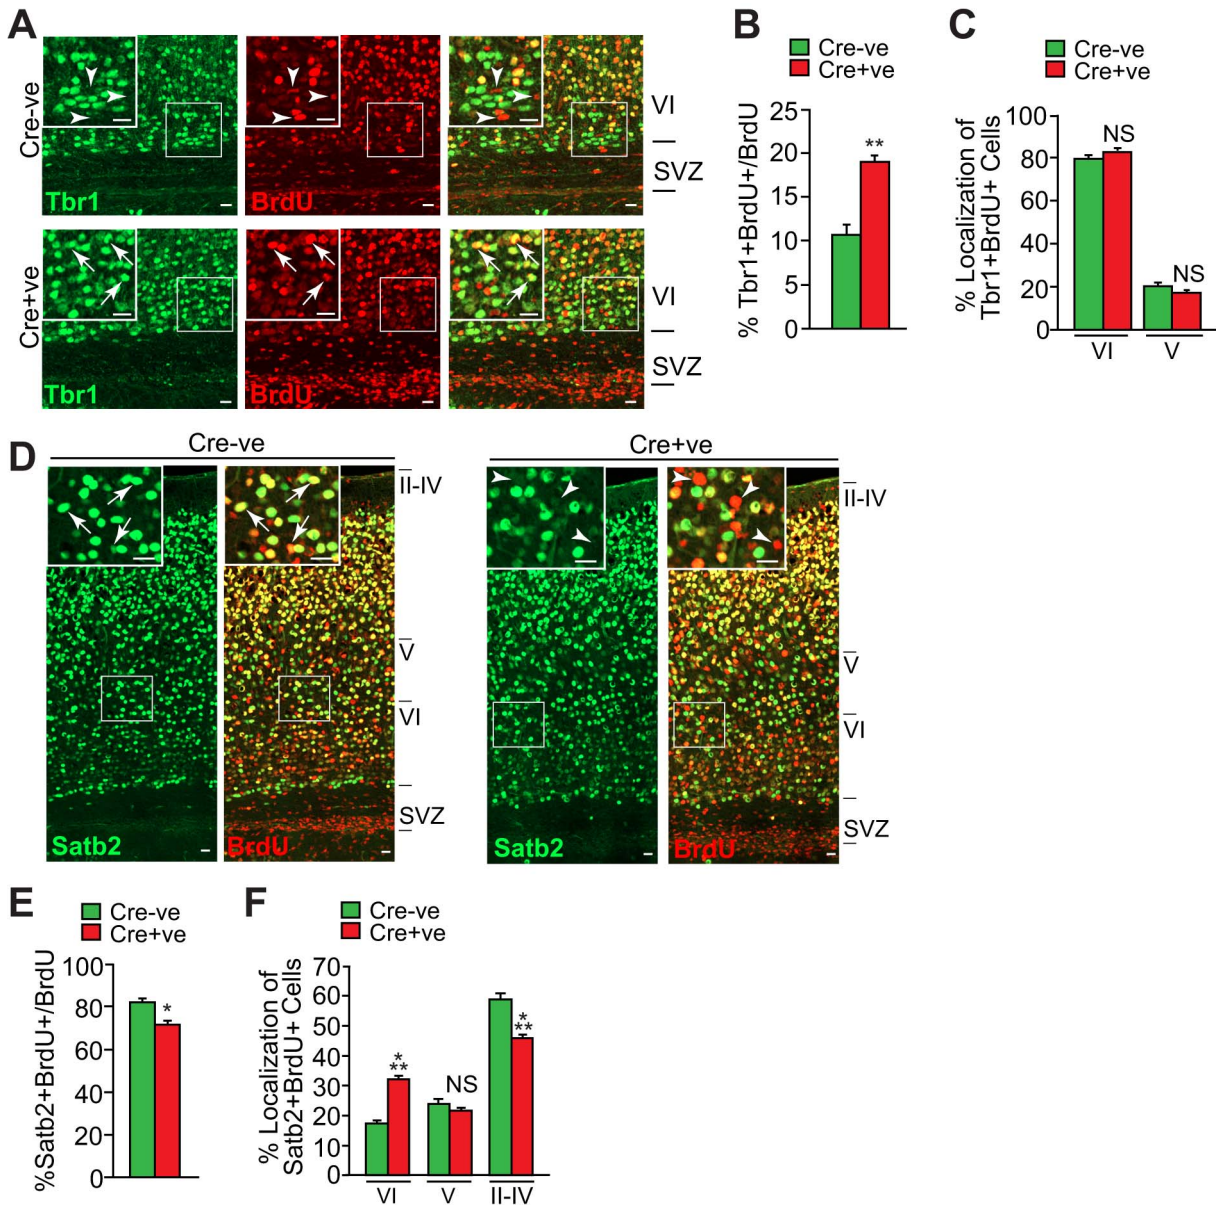 A
Cre-ve
Tbr1
BrdU
VI
SVZ
Cre+ve
Tbr1
BrdU
VI
SVZ
B
Cre-ve
Cre+ve
% Tbr1+BrdU+/BrdU
25
20
15
10
5
0
**
C
Cre-ve
Cre+ve
% Localization of
Tbr1+BrdU+ Cells
100
80
60
40
20
0
NS
NS
VI
V
D
Cre-ve
Satb2
BrdU
II-IV
V
VI
SVZ
Cre+ve
Satb2
BrdU
II-IV
V
VI
SVZ
E
Cre-ve
Cre+ve
%Satb2+BrdU+/BrdU
100
80
60
40
20
0
*
F
Cre-ve
Cre+ve
% Localization of
Satb2+BrdU+ Cells
70
60
50
40
30
20
10
0
*
**
NS
*
**
VI
V
II-IV